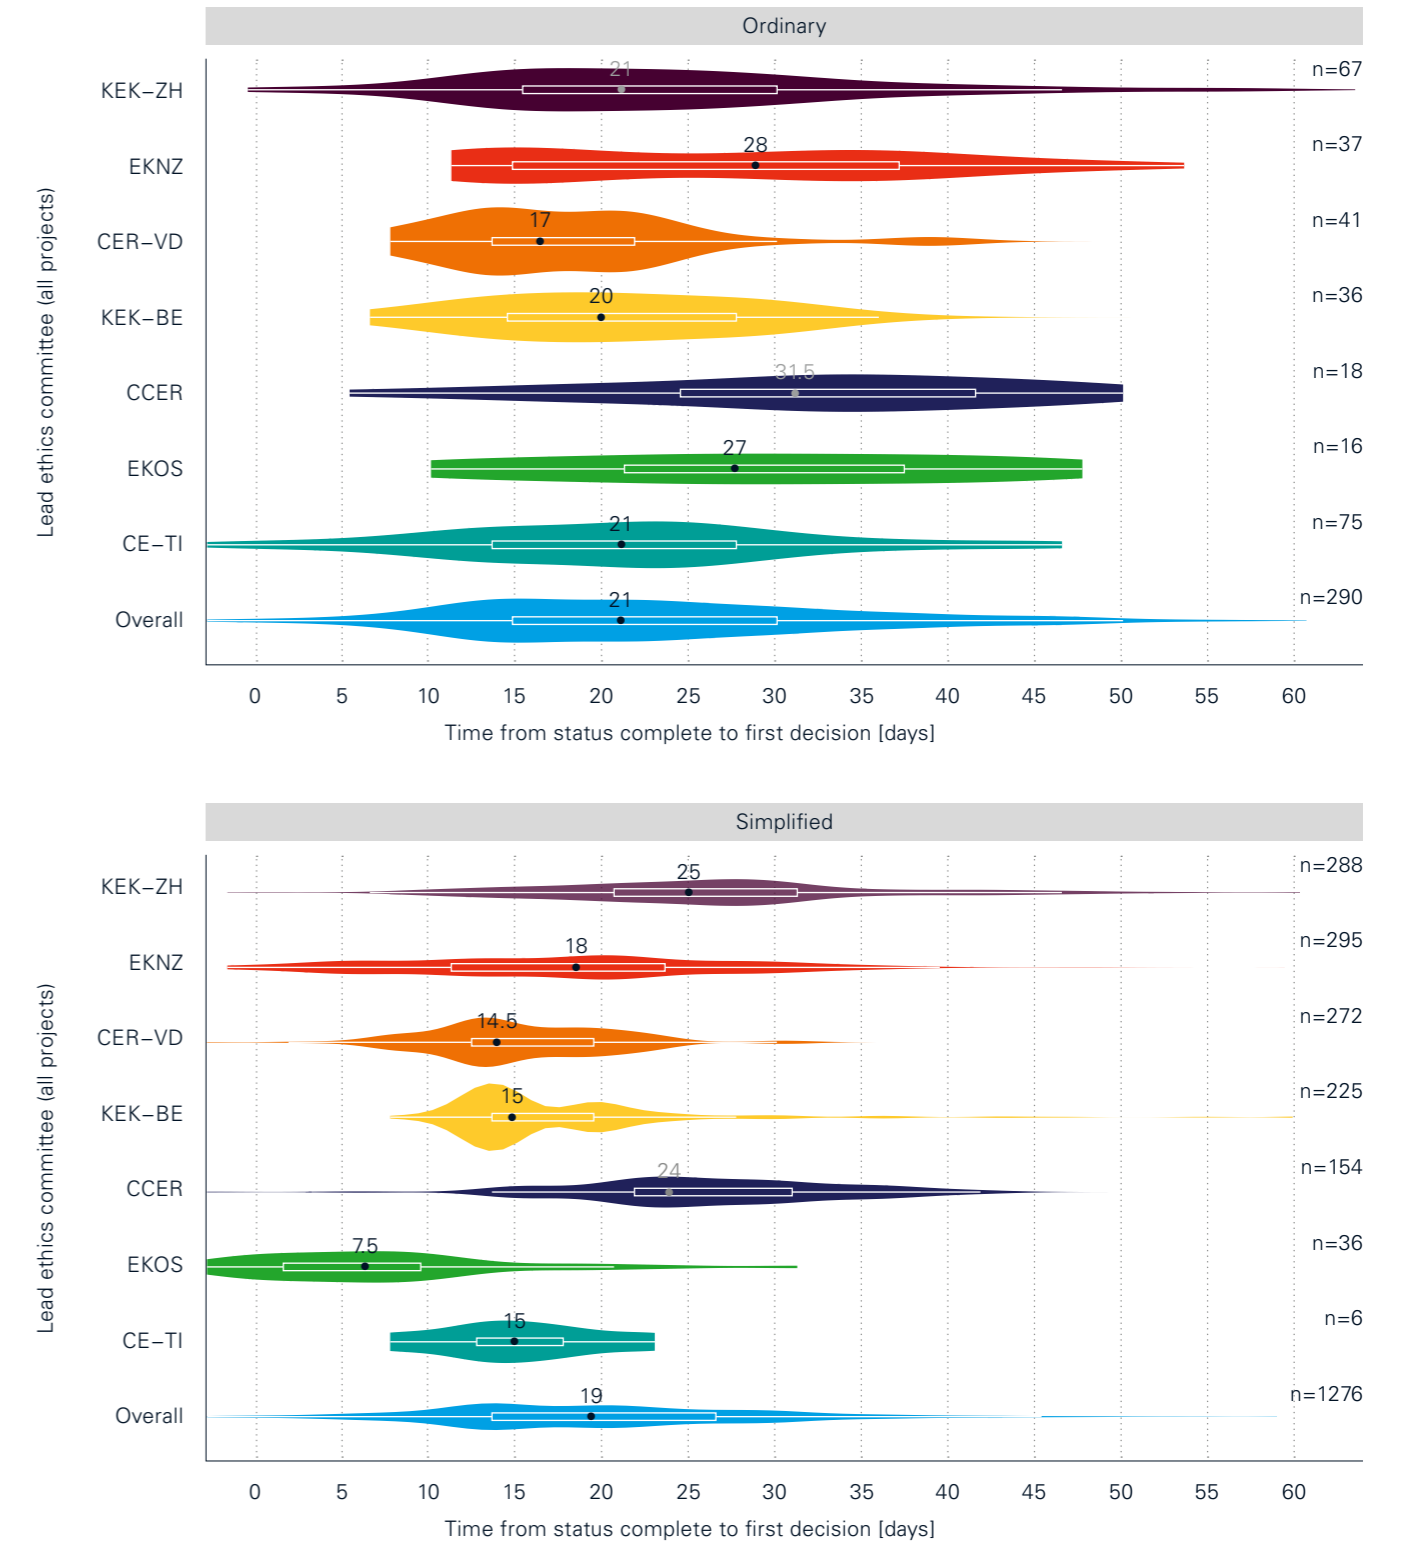 Ordinary
Lead ethics committee (all projects)
KEK–ZH 21 n=67
EKNZ 28 n=37
CER–VD 17 n=41
KEK–BE 20 n=36
CCER 31.5 n=18
EKOS 27 n=16
CE–TI 21 n=75
Overall 21 n=290
0 5 10 15 20 25 30 35 40 45 50 55 60
Time from status complete to first decision [days]
Simplified
Lead ethics committee (all projects)
KEK–ZH 25 n=288
EKNZ 18 n=295
CER–VD 14.5 n=272
KEK–BE 15 n=225
CCER 24 n=154
EKOS 7.5 n=36
CE–TI 15 n=6
Overall 19 n=1276
0 5 10 15 20 25 30 35 40 45 50 55 60
Time from status complete to first decision [days]